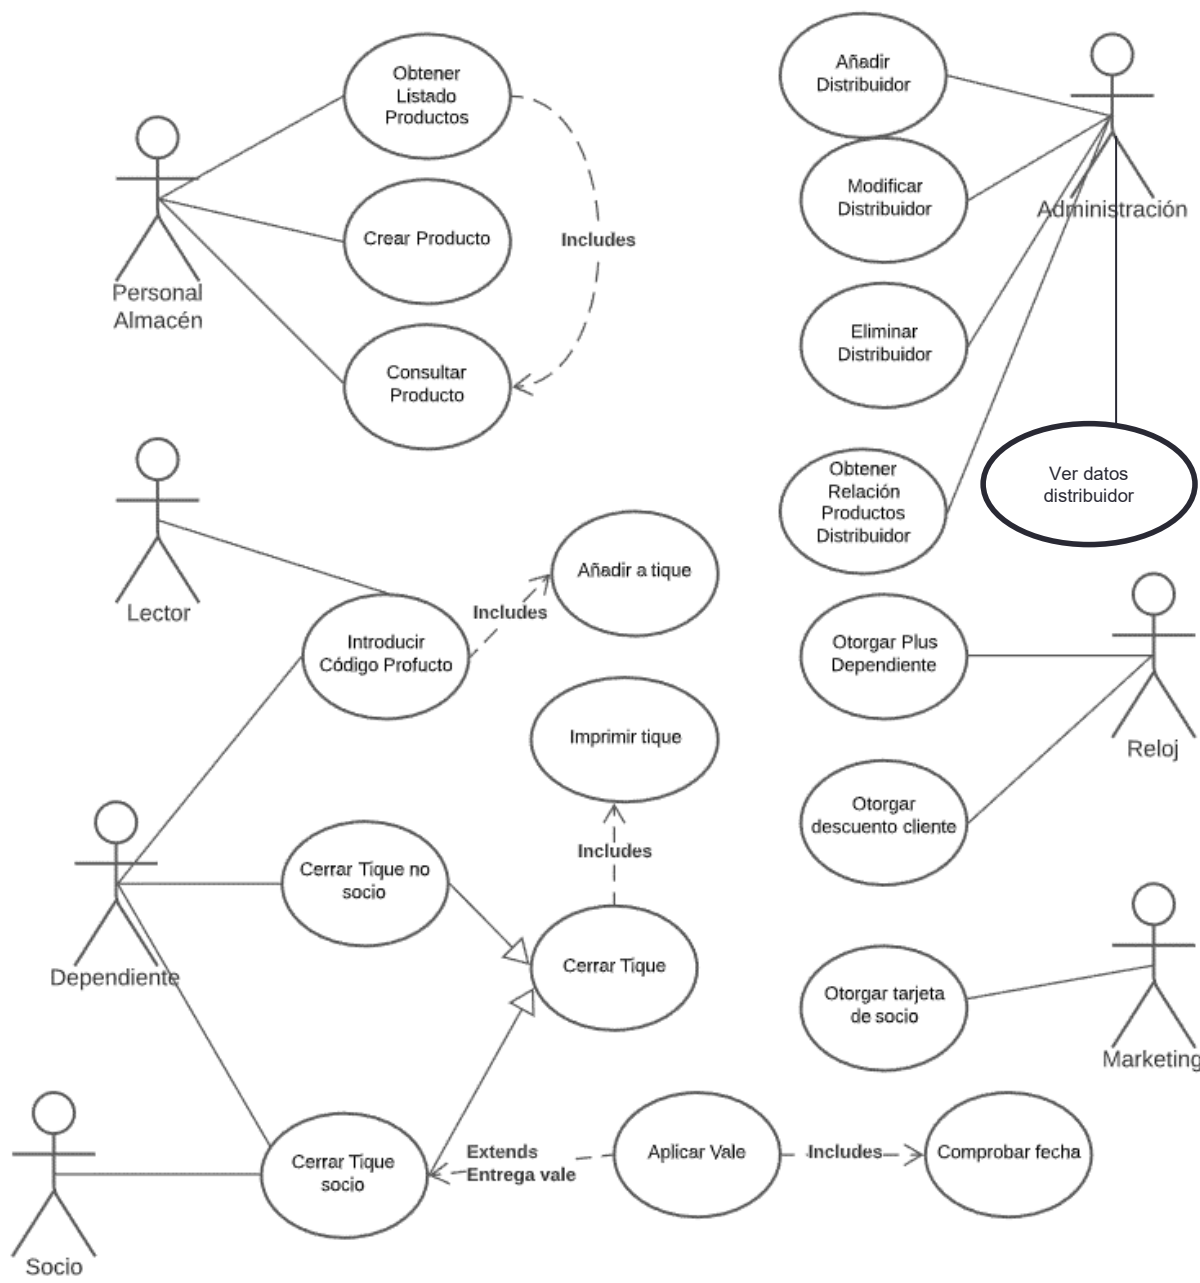 Obtener
Listado
Productos
Crear Producto
Includes
Personal
Almacén
Consultar
Producto
Añadir
Distribuidor
Modificar
Distribuidor
Administración
Eliminar
Distribuidor
Obtener
Relación
Productos
Distribuidor
Ver datos
distribuidor
Lector
Introducir
Código Profucto
Includes
Añadir a tique
Imprimir tique
Includes
Otorgar Plus
Dependiente
Reloj
Otorgar
descuento cliente
Dependiente
Cerrar Tique no
socio
Cerrar Tique
Otorgar tarjeta
de socio
Marketing
Socio
Cerrar Tique
socio
Extends
Entrega vale
Aplicar Vale
Includes
Comprobar fecha